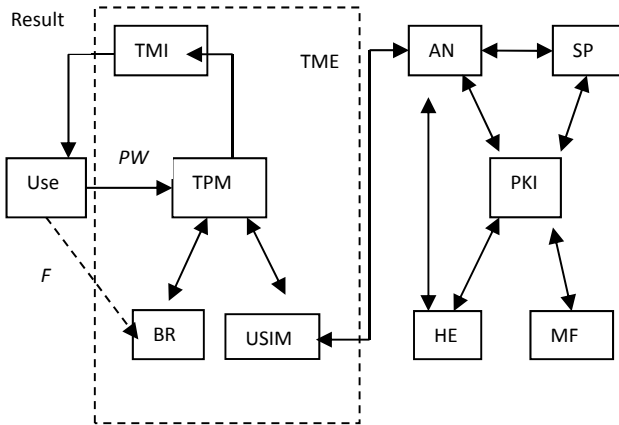 Result
TMI
TME
AN
SP
PW
Use
TPM
PKI
F
BR
USIM
HE
MF